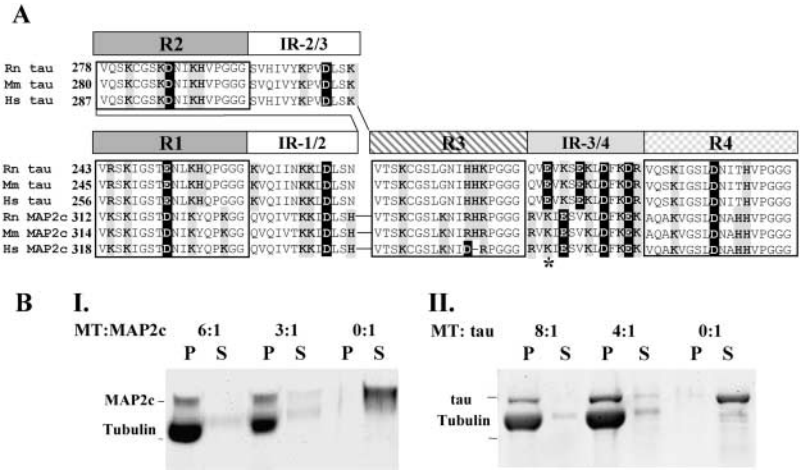 A
R2 IR-2/3
Rn tau 278 VQSKCGSKDNIKHVPGGG SVHIVYKPVDLSK
Mm tau 280 VQSKCGSKDNIKHVPGGG SVHIVYKPVDLSK
Hs tau 287 VQSKCGSKDNIKHVPGGG SVHIVYKPVDLSK
R1 IR-1/2 R3 IR-3/4 R4
Rn tau 243 VRSKIGSTENLKHQPGGG KVQIINKKLDLSN VTSKCGSLGNIHHKPGGG QVEVKSEKLDFKDR VQSKIGSLDNITHVPGGG
Mm tau 245 VRSKIGSTENLKHQPGGG KVQIINKKLDLSN VTSKCGSLGNIHHKPGGG QVEVKSEKLDFKDR VQSKIGSLDNITHVPGGG
Hs tau 256 VKSKIGSTENLKHQPGGG KVQIINKKLDLSN VTSKCGSLGNIHHKPGGG QVEVKSEKLDFKDR VQSKIGSLDNITHVPGGG
Rn MAP2c 312 VKSKIGSTDNIKYQPKGG QVQIVTKKIDLSH VTSKCGSLKNIRHRPGGG RVKIESVKLDFKEK AQAKVGSLDNAHHVPGGG
Mm MAP2c 314 VKSKIGSTDNIKYQPKGG QVQIVTKKIDLSH VTSKCGSLKNIRHRPGGG RVKIESVKLDFKEK AQAKVGSLDNAHHVPGGG
Hs MAP2c 318 VKSKIGSTDNIKYQPKGG QVQIVTKKIDLSH VTSKCGSLKNID-RPGGG RVKIESVKLDFKEK AQAKVGSLDNAHHVPGGG
*
B I. II.
MT:MAP2c 6:1 3:1 0:1 MT: tau 8:1 4:1 0:1
P S P S P S P S P S P S
MAP2c tau
Tubulin Tubulin